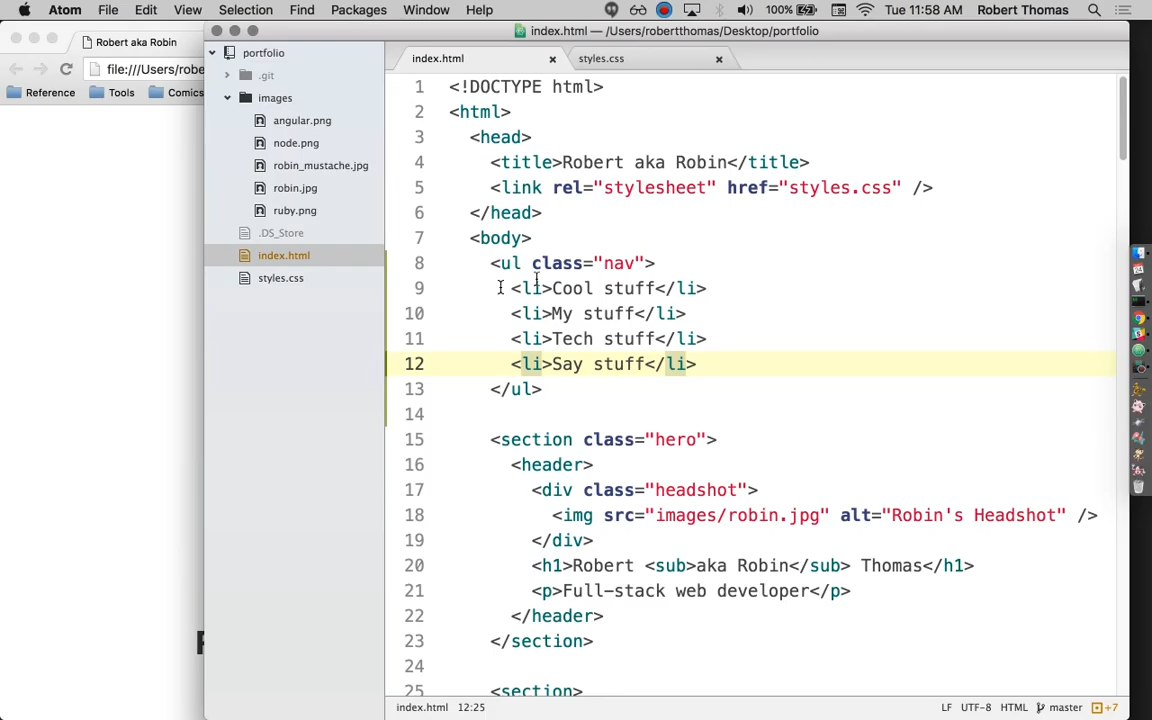 Atom File Edit View Selection Find Packages Window Help 100% Tue 11:58 AM Robert Thomas
Robert aka Robin
file:///Users/robe
Reference Tools Comics
index.html — /Users/robertthomas/Desktop/portfolio
portfolio
.git
images
angular.png
node.png
robin_mustache.jpg
robin.jpg
ruby.png
.DS_Store
index.html
styles.css
index.html styles.css
1 <!DOCTYPE html>
2 <html>
3 <head>
4 <title>Robert aka Robin</title>
5 <link rel="stylesheet" href="styles.css" />
6 </head>
7 <body>
8 <ul class="nav">
9 <li>Cool stuff</li>
10 <li>My stuff</li>
11 <li>Tech stuff</li>
12 <li>Say stuff</li>
13 </ul>
14
15 <section class="hero">
16 <header>
17 <div class="headshot">
18 <img src="images/robin.jpg" alt="Robin's Headshot" />
19 </div>
20 <h1>Robert <sub>aka Robin</sub> Thomas</h1>
21 <p>Full-stack web developer</p>
22 </header>
23 </section>
24
25 <section>
index.html 12:25 LF UTF-8 HTML master +7